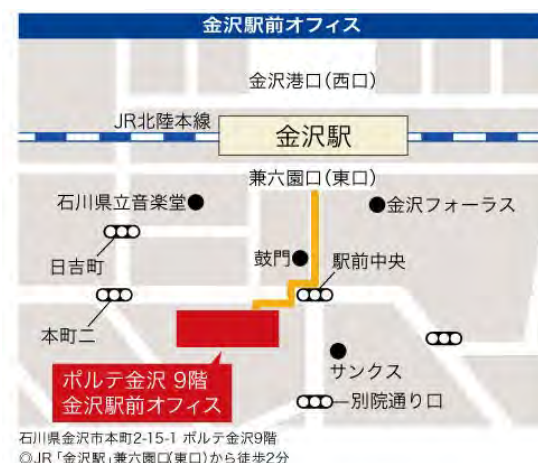 金沢駅前オフィス
金沢港口(西口)
JR北陸本線
金沢駅
兼六園口(東口)
石川県立音楽堂
金沢フォーラス
日吉町
鼓門
駅前中央
本町二
サンクス
ポルテ金沢 9階
金沢駅前オフィス
別院通り口
石川県金沢市本町2-15-1 ポルテ金沢9階
◎JR「金沢駅」兼六園口(東口)から徒歩2分